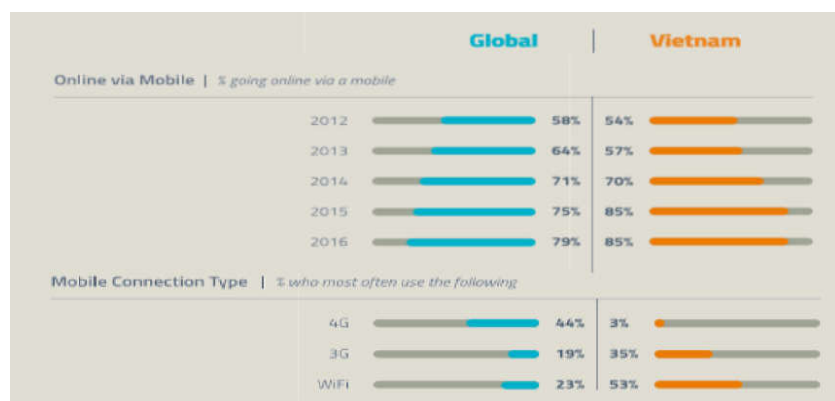 Global | Vietnam
Online via Mobile | % going online via a mobile
2012 58% 54%
2013 64% 57%
2014 71% 70%
2015 75% 85%
2016 79% 85%
Mobile Connection Type | % who most often use the following
4G 44% 3%
3G 19% 35%
WiFi 23% 53%